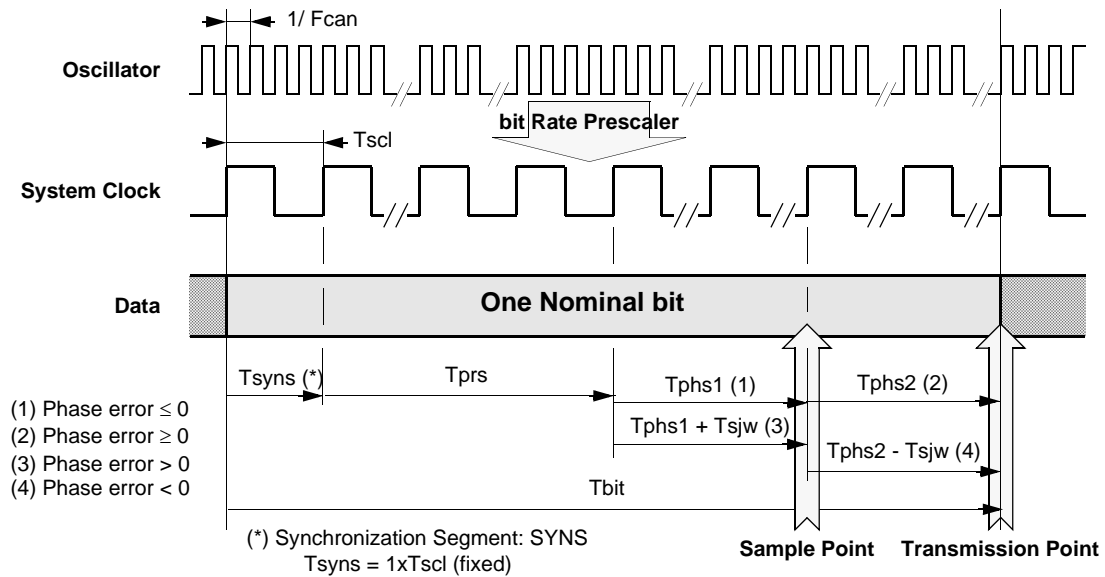 1/ Fcan
Oscillator
bit Rate Prescaler
Tscl
System Clock
Data
One Nominal bit
Tsyns (*)
Tprs
Tphs1 (1)
Tphs2 (2)
(1) Phase error ≤ 0
(2) Phase error ≥ 0
(3) Phase error > 0
(4) Phase error < 0
Tphs1 + Tsjw (3)
Tphs2 - Tsjw (4)
Tbit
(*) Synchronization Segment: SYNS
Tsyns = 1xTscl (fixed)
Sample Point
Transmission Point